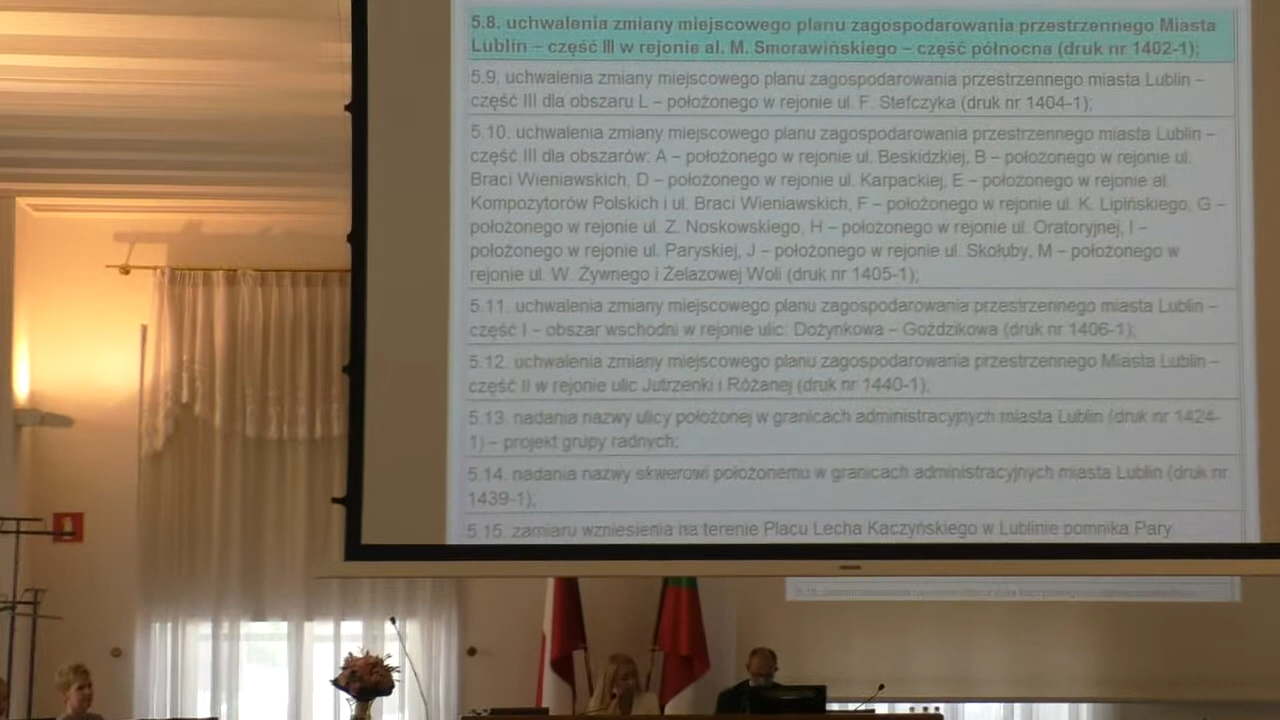 5.8. uchwalenia zmiany miejscowego planu zagospodarowania przestrzennego Miasta
Lublin – część III w rejonie al. M. Smorawińskiego – część północna (druk nr 1402-1);
5.9. uchwalenia zmiany miejscowego planu zagospodarowania przestrzennego miasta Lublin –
część III dla obszaru L – położonego w rejonie ul. F. Stefczyka (druk nr 1404-1);
5.10. uchwalenia zmiany miejscowego planu zagospodarowania przestrzennego miasta Lublin –
część III dla obszarów: A – położonego w rejonie ul. Beskidzkiej, B – położonego w rejonie ul.
Braci Wieniawskich, D – położonego w rejonie ul. Karpackiej, E – położonego w rejonie al.
Kompozytorów Polskich i ul. Braci Wieniawskich, F – położonego w rejonie ul. K. Lipińskiego, G –
położonego w rejonie ul. Z. Noskowskiego, H – położonego w rejonie ul. Oratoryjnej, I –
położonego w rejonie ul. Paryskiej, J – położonego w rejonie ul. Skołuby, M – położonego w
rejonie ul. W. Żywnego i Żelazowej Woli (druk nr 1405-1);
5.11. uchwalenia zmiany miejscowego planu zagospodarowania przestrzennego miasta Lublin –
część I – obszar wschodni w rejonie ulic: Dożynkowa – Goździkowa (druk nr 1406-1);
5.12. uchwalenia zmiany miejscowego planu zagospodarowania przestrzennego Miasta Lublin –
część II w rejonie ulic Jutrzenki i Różanej (druk nr 1440-1);
5.13. nadania nazwy ulicy położonej w granicach administracyjnych miasta Lublin (druk nr 1424-
1) – projekt grupy radnych;
5.14. nadania nazwy skwerowi położonemu w granicach administracyjnych miasta Lublin (druk nr
1439-1);
5.15. zamiaru wzniesienia na terenie Placu Lecha Kaczyńskiego w Lublinie pomnika Pary